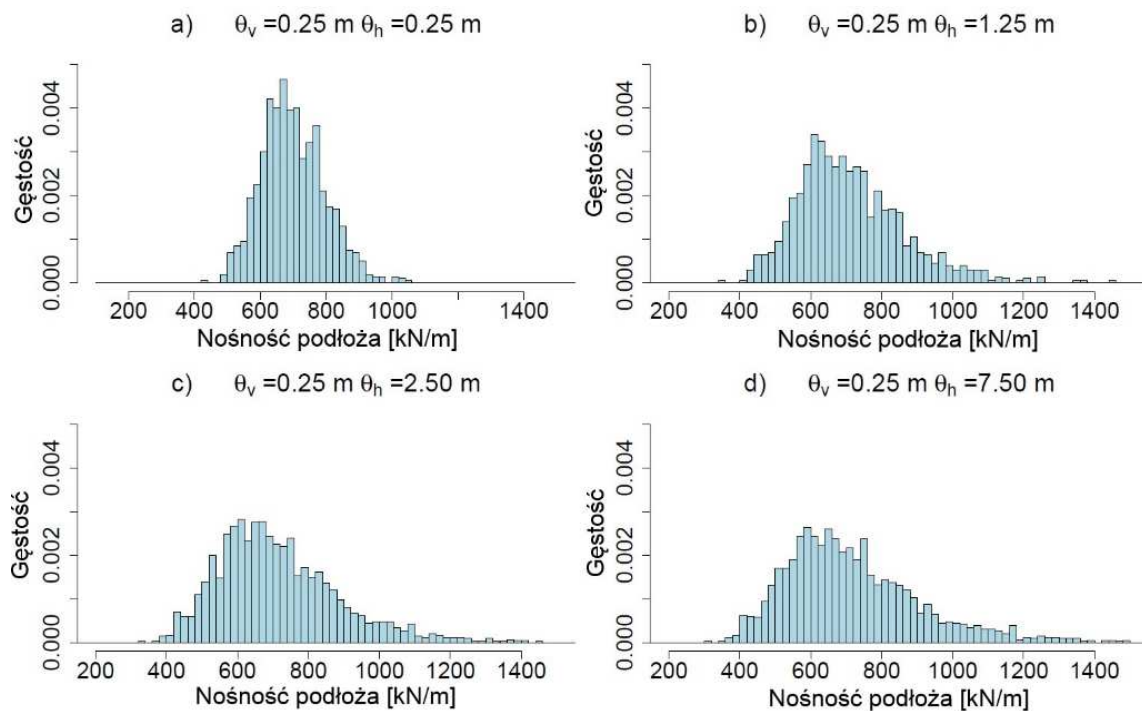 a) θv =0.25 m θh =0.25 m
Gęstość
0.000 0.002 0.004
200 400 600 800 1000 1400
Nośność podłoża [kN/m]
b) θv =0.25 m θh =1.25 m
Gęstość
0.000 0.002 0.004
200 400 600 800 1000 1200 1400
Nośność podłoża [kN/m]
c) θv =0.25 m θh =2.50 m
Gęstość
0.000 0.002 0.004
200 400 600 800 1000 1400
Nośność podłoża [kN/m]
d) θv =0.25 m θh =7.50 m
Gęstość
0.000 0.002 0.004
200 400 600 800 1000 1200 1400
Nośność podłoża [kN/m]